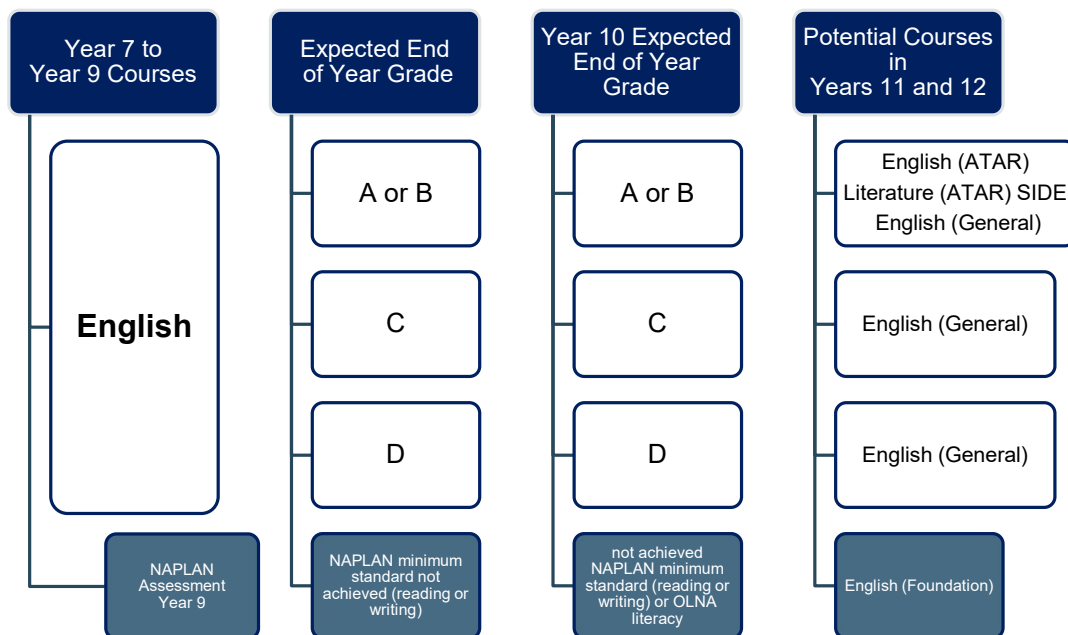 Year 7 to
Year 9 Courses
English
NAPLAN
Assessment
Year 9
Expected End
of Year Grade
A or B
C
D
NAPLAN minimum
standard not
achieved (reading or
writing)
Year 10 Expected
End of Year
Grade
A or B
C
D
not achieved
NAPLAN minimum
standard (reading or
writing) or OLNA
literacy
Potential Courses
in
Years 11 and 12
English (ATAR)
Literature (ATAR) SIDE
English (General)
English (General)
English (General)
English (Foundation)